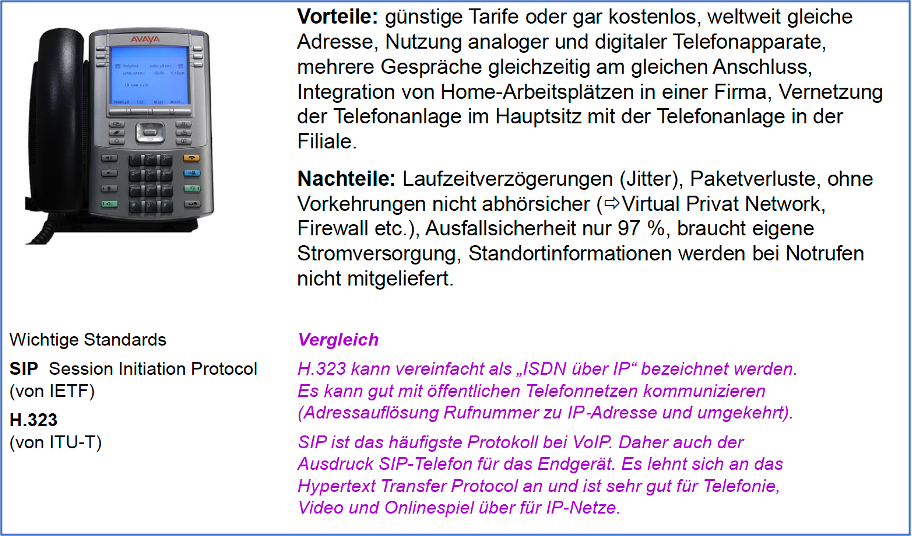 AVAYA
Vorteile: günstige Tarife oder gar kostenlos, weltweit gleiche
Adresse, Nutzung analoger und digitaler Telefonapparate,
mehrere Gespräche gleichzeitig am gleichen Anschluss,
Integration von Home-Arbeitsplätzen in einer Firma, Vernetzung
der Telefonanlage im Hauptsitz mit der Telefonanlage in der
Filiale.
Nachteile: Laufzeitverzögerungen (Jitter), Paketverluste, ohne
Vorkehrungen nicht abhörsicher (⇨Virtual Privat Network,
Firewall etc.), Ausfallsicherheit nur 97 %, braucht eigene
Stromversorgung, Standortinformationen werden bei Notrufen
nicht mitgeliefert.
Wichtige Standards
SIP Session Initiation Protocol
(von IETF)
H.323
(von ITU-T)
Vergleich
H.323 kann vereinfacht als „ISDN über IP“ bezeichnet werden.
Es kann gut mit öffentlichen Telefonnetzen kommunizieren
(Adressauflösung Rufnummer zu IP-Adresse und umgekehrt).
SIP ist das häufigste Protokoll bei VoIP. Daher auch der
Ausdruck SIP-Telefon für das Endgerät. Es lehnt sich an das
Hypertext Transfer Protocol an und ist sehr gut für Telefonie,
Video und Onlinespiel über für IP-Netze.